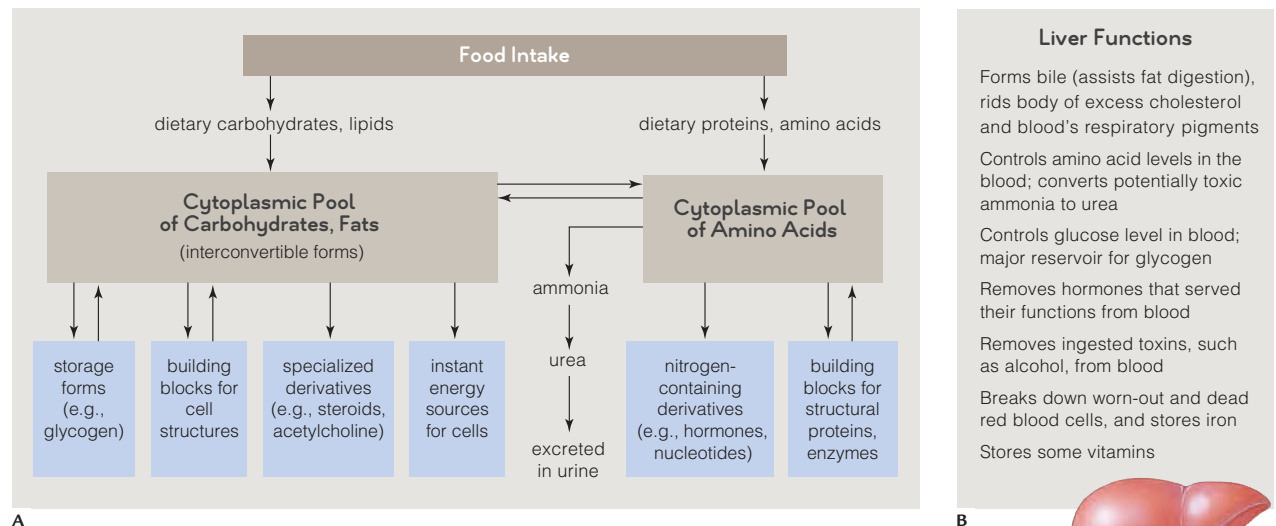 Food Intake
dietary carbohydrates, lipids
dietary proteins, amino acids
Cytoplasmic Pool
of Carbohydrates, Fats
(interconvertible forms)
Cytoplasmic Pool
of Amino Acids
ammonia
urea
excreted
in urine
storage
forms
(e.g.,
glycogen)
building
blocks for
cell
structures
specialized
derivatives
(e.g., steroids,
acetylcholine)
instant
energy
sources
for cells
nitrogen-
containing
derivatives
(e.g., hormones,
nucleotides)
building
blocks for
structural
proteins,
enzymes
A
Liver Functions
Forms bile (assists fat digestion),
rids body of excess cholesterol
and blood's respiratory pigments
Controls amino acid levels in the
blood; converts potentially toxic
ammonia to urea
Controls glucose level in blood;
major reservoir for glycogen
Removes hormones that served
their functions from blood
Removes ingested toxins, such
as alcohol, from blood
Breaks down worn-out and dead
red blood cells, and stores iron
Stores some vitamins
B